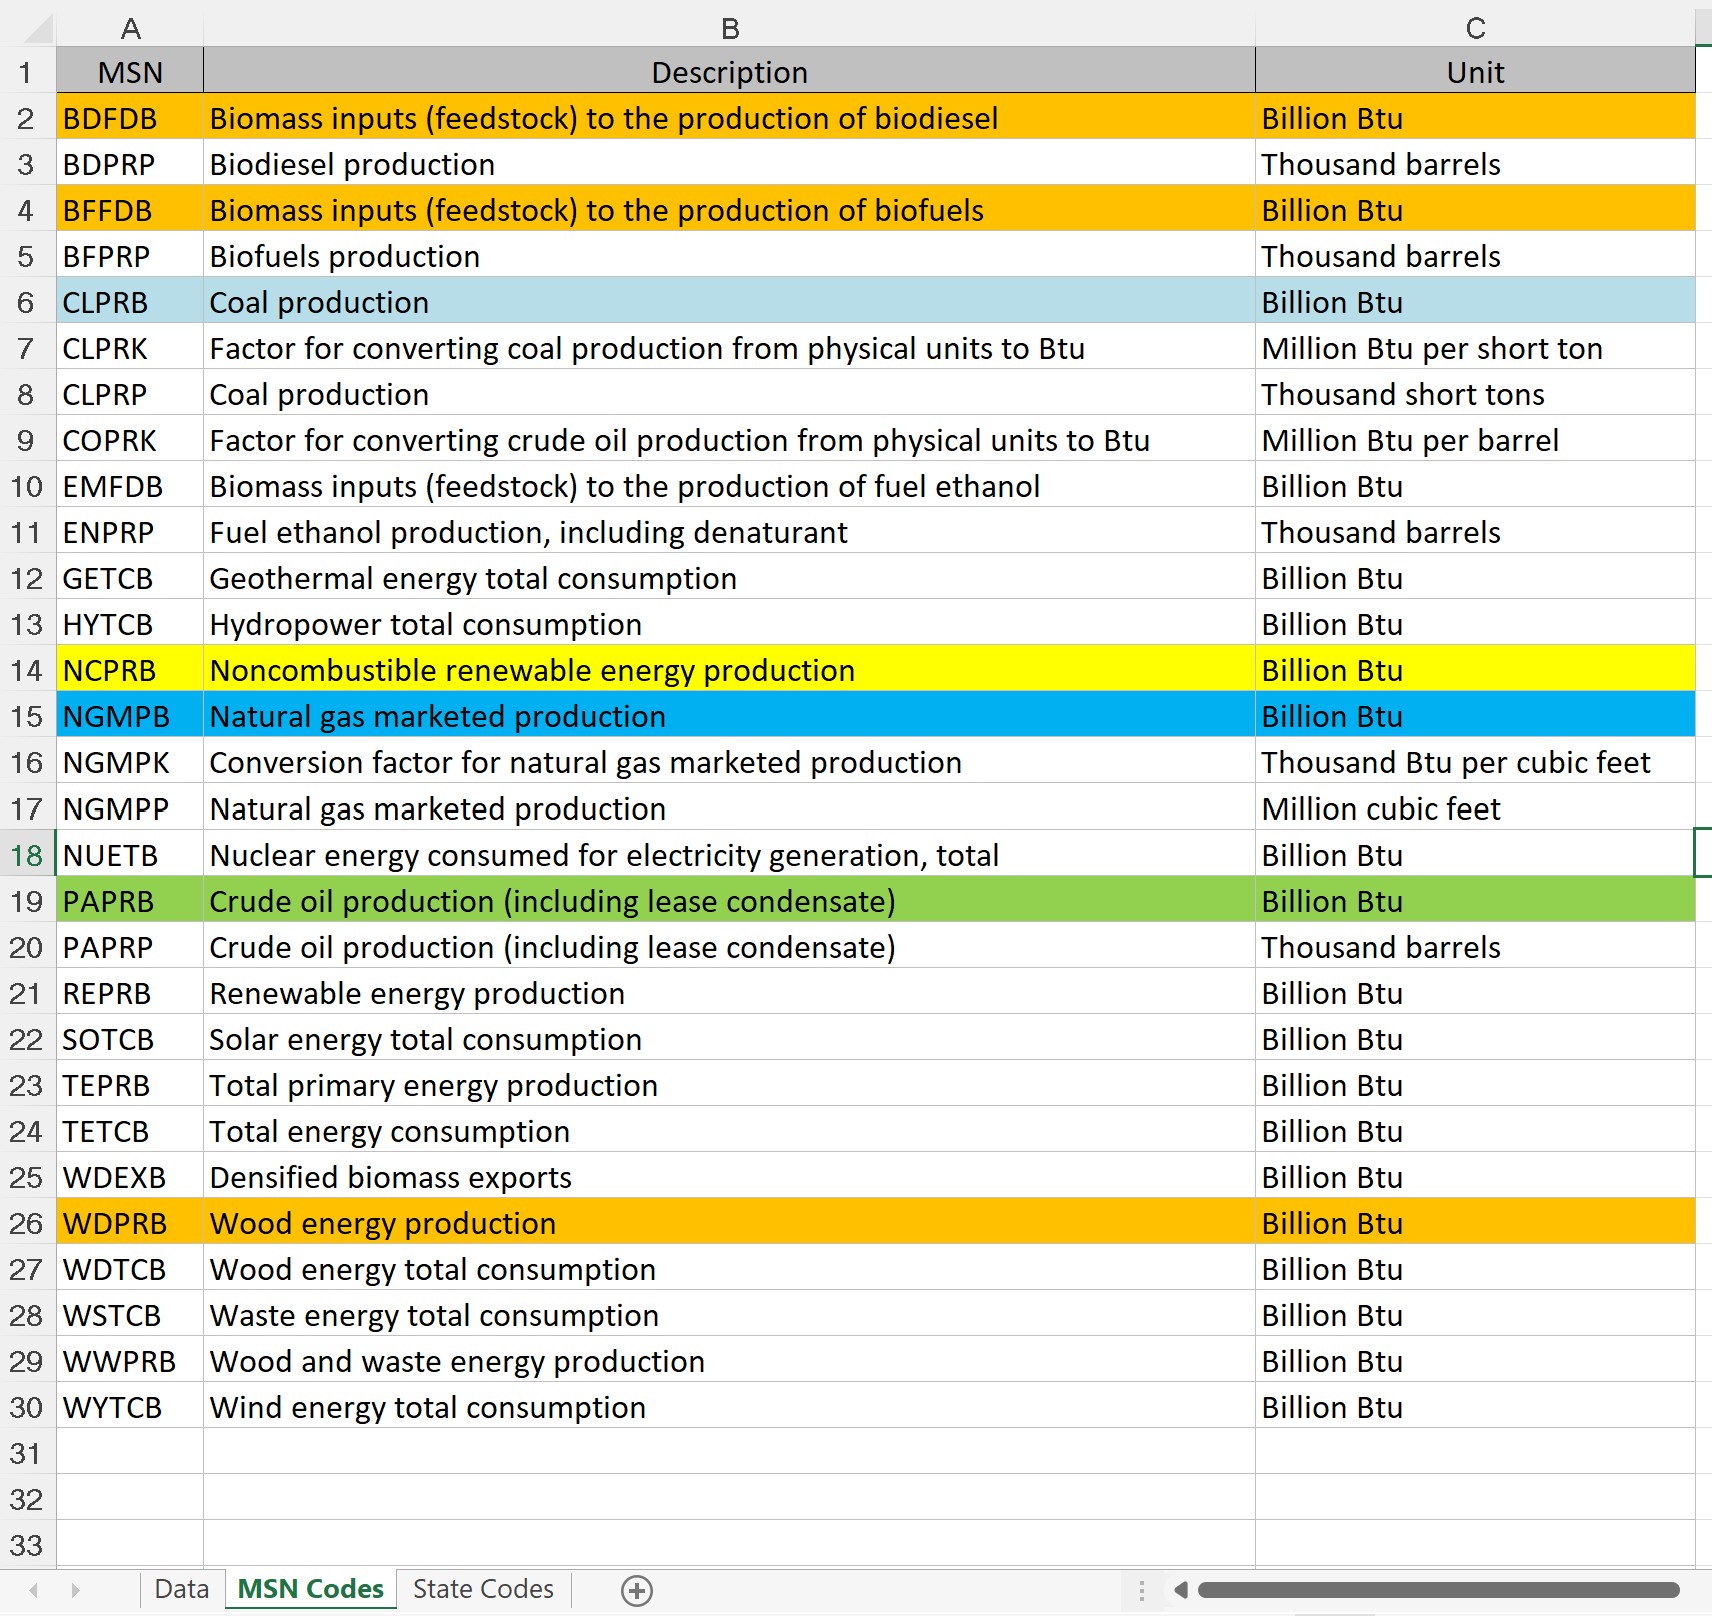 A B C
1 MSN Description Unit
2 BDFDB Biomass inputs (feedstock) to the production of biodiesel Billion Btu
3 BDPRP Biodiesel production Thousand barrels
4 BFFDB Biomass inputs (feedstock) to the production of biofuels Billion Btu
5 BFPRP Biofuels production Thousand barrels
6 CLPRB Coal production Billion Btu
7 CLPRK Factor for converting coal production from physical units to Btu Million Btu per short ton
8 CLPRP Coal production Thousand short tons
9 COPRK Factor for converting crude oil production from physical units to Btu Million Btu per barrel
10 EMFDB Biomass inputs (feedstock) to the production of fuel ethanol Billion Btu
11 ENPRP Fuel ethanol production, including denaturant Thousand barrels
12 GETCB Geothermal energy total consumption Billion Btu
13 HYTCB Hydropower total consumption Billion Btu
14 NCPRB Noncombustible renewable energy production Billion Btu
15 NGMPB Natural gas marketed production Billion Btu
16 NGMPK Conversion factor for natural gas marketed production Thousand Btu per cubic feet
17 NGMPP Natural gas marketed production Million cubic feet
18 NUETB Nuclear energy consumed for electricity generation, total Billion Btu
19 PAPRB Crude oil production (including lease condensate) Billion Btu
20 PAPRP Crude oil production (including lease condensate) Thousand barrels
21 REPRB Renewable energy production Billion Btu
22 SOTCB Solar energy total consumption Billion Btu
23 TEPRB Total primary energy production Billion Btu
24 TETCB Total energy consumption Billion Btu
25 WDEXB Densified biomass exports Billion Btu
26 WDPRB Wood energy production Billion Btu
27 WDTCB Wood energy total consumption Billion Btu
28 WSTCB Waste energy total consumption Billion Btu
29 WWPRB Wood and waste energy production Billion Btu
30 WYTCB Wind energy total consumption Billion Btu
31
32
33
Data MSN Codes State Codes